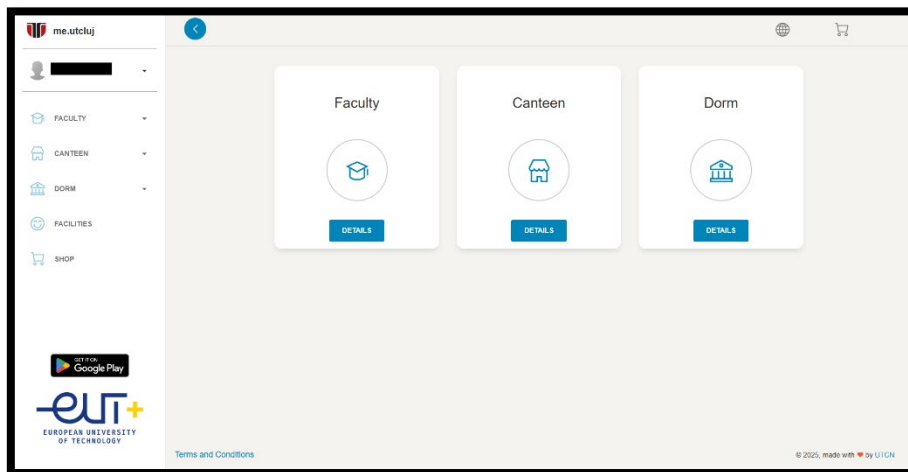 me.utcluj
FACULTY
CANTEEN
DORM
FACILITIES
SHOP
GET IT ON
Google Play
eut+
EUROPEAN UNIVERSITY
OF TECHNOLOGY
Faculty
DETAILS
Canteen
DETAILS
Dorm
DETAILS
Terms and Conditions
© 2025, made with ❤ by UTCN